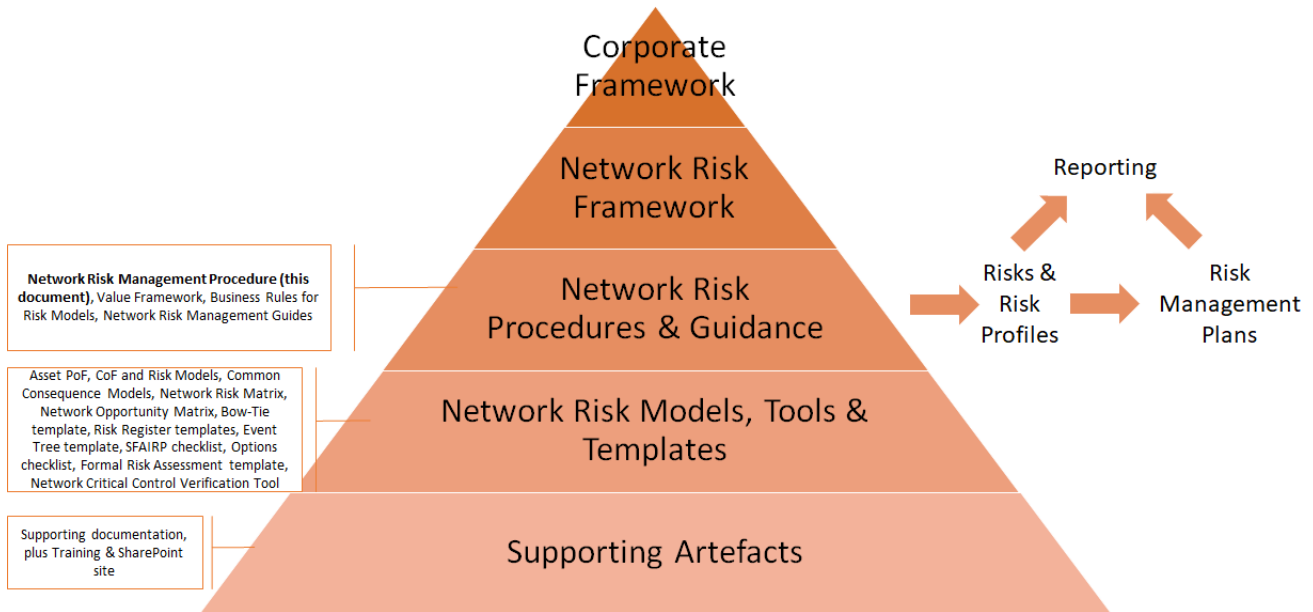 Corporate
Framework
Network Risk
Framework
Network Risk
Procedures & Guidance
Network Risk Models, Tools &
Templates
Supporting Artefacts
Network Risk Management Procedure (this
document), Value Framework, Business Rules for
Risk Models, Network Risk Management Guides
Asset PoF, CoF and Risk Models, Common
Consequence Models, Network Risk Matrix,
Network Opportunity Matrix, Bow-Tie
template, Risk Register templates, Event
Tree template, SFAIRP checklist, Options
checklist, Formal Risk Assessment template,
Network Critical Control Verification Tool
Supporting documentation,
plus Training & SharePoint
site
Reporting
Risks &
Risk
Profiles
Risk
Management
Plans